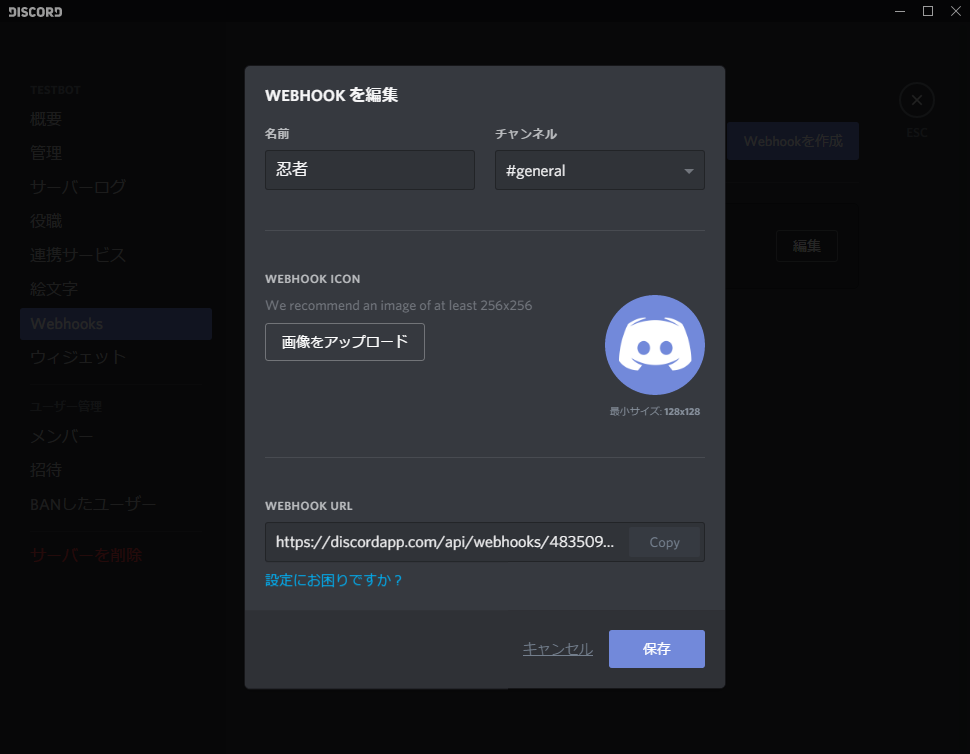 DISCORD
TESTBOT
概要
管理
サーバーログ
役職
連携サービス
絵文字
Webhooks
ウィジェット
ユーザー管理
メンバー
招待
BANしたユーザー
サーバーを削除
WEBHOOK を編集
名前
チャンネル
忍者
#general
WEBHOOK ICON
We recommend an image of at least 256x256
画像をアップロード
最小サイズ: 128x128
WEBHOOK URL
https://discordapp.com/api/webhooks/483509...
Copy
設定にお困りですか？
キャンセル
保存
Webhookを作成
編集
ESC